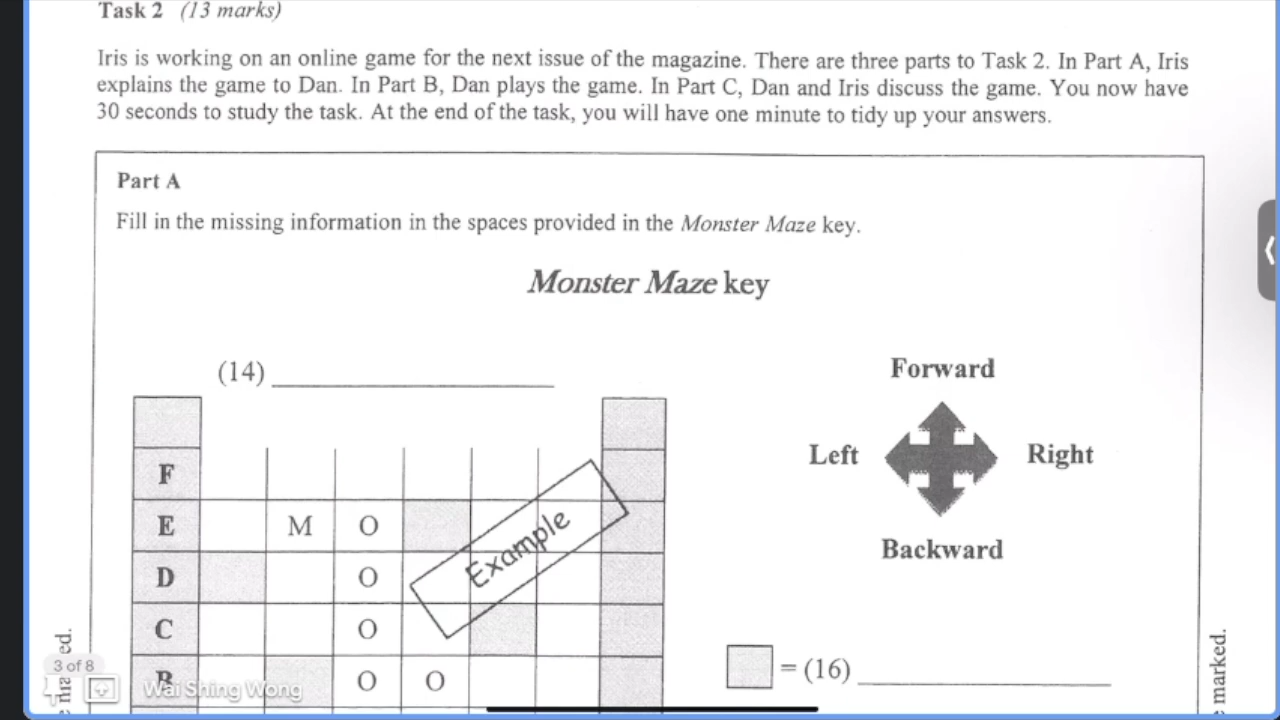 Task 2 (13 marks)
Iris is working on an online game for the next issue of the magazine. There are three parts to Task 2. In Part A, Iris
explains the game to Dan. In Part B, Dan plays the game. In Part C, Dan and Iris discuss the game. You now have
30 seconds to study the task. At the end of the task, you will have one minute to tidy up your answers.
Part A
Fill in the missing information in the spaces provided in the Monster Maze key.
Monster Maze key
(14)
Forward
Left
Right
Backward
F
E M O
D O
C O
B O O
Example
= (16)
marked.
3 of 8
Wai Shing Wong